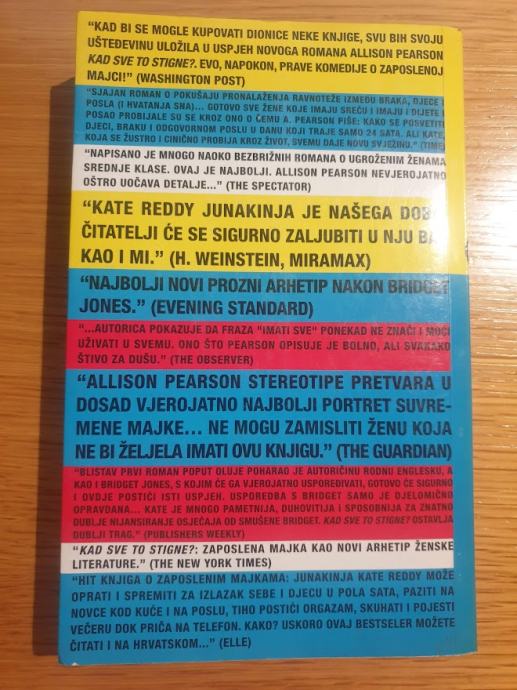 “KAD BI SE MOGLE KUPOVATI DIONICE NEKE KNJIGE, SVU BIH SVOJU
UŠTEĐEVINU ULOŽILA U USPJEH NOVOGA ROMANA ALLISON PEARSON
KAD SVE TO STIGNE?. EVO, NAPOKON, PRAVE KOMEDIJE O ZAPOSLENOJ
MAJCI!” (WASHINGTON POST)
“SJAJAN ROMAN O POKUŠAJU PRONALAŽENJA RAVNOTEŽE IZMEĐU BRAKA, DJECE I
POSLA (I HVATANJA SNA)... GOTOVO SVE ŽENE KOJE IMAJU SREĆU I IMAJU I DIJETE I
POSAO PROBIJALE SU SE KROZ ONO O ČEMU A. PEARSON PIŠE: KAKO SE POSVETITI
DJECI, BRAKU I ODGOVORNOM POSLU U DANU KOJI TRAJE SAMO 24 SATA. ALI KATE,
KOJA SE ŽUSTRO I CINIČNO PROBIJA KROZ ŽIVOT, SVEMU DAJE NOVU SVJEŽINU.” (TIME)
“NAPISANO JE MNOGO NAOKO BEZBRIŽNIH ROMANA O UGROŽENIM ŽENAMA
SREDNJE KLASE. OVAJ JE NAJBOLJI. ALLISON PEARSON NEVJEROJATNO
OŠTRO UOČAVA DETALJE...” (THE SPECTATOR)
“KATE REDDY JUNAKINJA JE NAŠEGA DOBA
ČITATELJI ĆE SE SIGURNO ZALJUBITI U NJU BAŠ
KAO I MI.” (H. WEINSTEIN, MIRAMAX)
“NAJBOLJI NOVI PROZNI ARHETIP NAKON BRIDGET
JONES.” (EVENING STANDARD)
“...AUTORICA POKAZUJE DA FRAZA "IMATI SVE" PONEKAD NE ZNAČI I MOĆI
UŽIVATI U SVEMU. ONO ŠTO PEARSON OPISUJE JE BOLNO, ALI SVAKAKO
ŠTIVO ZA DUŠU.” (THE OBSERVER)
“ALLISON PEARSON STEREOTIPE PRETVARA U
DOSAD VJEROJATNO NAJBOLJI PORTRET SUVRE-
MENE MAJKE... NE MOGU ZAMISLITI ŽENU KOJA
NE BI ŽELJELA IMATI OVU KNJIGU.” (THE GUARDIAN)
“BLISTAV PRVI ROMAN POPUT OLUJE POHARAO JE AUTORIČINU RODNU ENGLESKU, A
KAO I BRIDGET JONES, S KOJIM ĆE GA VJEROJATNO USPOREĐIVATI, GOTOVO ĆE SIGURNO
I OVDJE POSTIĆI ISTI USPJEH. USPOREDBA S BRIDGET SAMO JE DJELOMIČNO
OPRAVDANA... KATE JE MNOGO PAMETNIJA, DUHOVITIJA I SPOSOBNIJA ZA ZNATNO
DUBLJE NIJANSIRANJE OSJEĆAJA OD SMUŠENE BRIDGET. KAD SVE TO STIGNE? OSTAVLJA
DUBLJI TRAG.” (PUBLISHERS WEEKLY)
“KAD SVE TO STIGNE?: ZAPOSLENA MAJKA KAO NOVI ARHETIP ŽENSKE
LITERATURE.” (THE NEW YORK TIMES)
“HIT KNJIGA O ZAPOSLENIM MAJKAMA: JUNAKINJA KATE REDDY MOŽE
OPRATI I SPREMITI ZA IZLAZAK SEBE I DJECU U POLA SATA, PAZITI NA
NOVCE KOD KUĆE I NA POSLU, TIHO POSTIĆI ORGAZAM, SKUHATI I POJESTI
VEČERU DOK PRIČA NA TELEFON. KAKO? USKORO OVAJ BESTSELER MOŽETE
ČITATI I NA HRVATSKOM...” (ELLE)